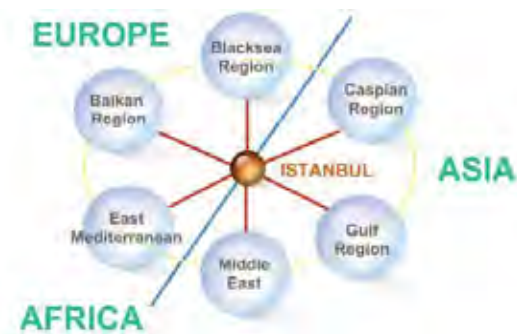 EUROPE
Blacksea
Region
Balkan
Region
Caspian
Region
ISTANBUL
ASIA
East
Mediterranean
Gulf
Region
Middle
East
AFRICA